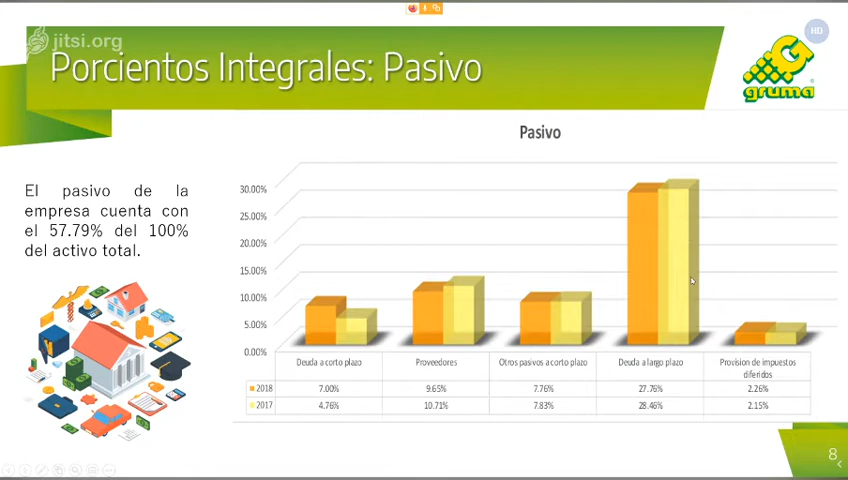 jitsi.org
HD
Porcientos Integrales: Pasivo
gruma
Pasivo
El pasivo de la
empresa cuenta con
el 57.79% del 100%
del activo total.
30.00%
25.00%
20.00%
15.00%
10.00%
5.00%
0.00%
Deuda a corto plazo Proveedores Otros pasivos a corto plazo Deuda a largo plazo Provision de impuestos
diferidos
2018 7.00% 9.65% 7.76% 27.76% 2.26%
2017 4.76% 10.71% 7.83% 28.46% 2.15%
8